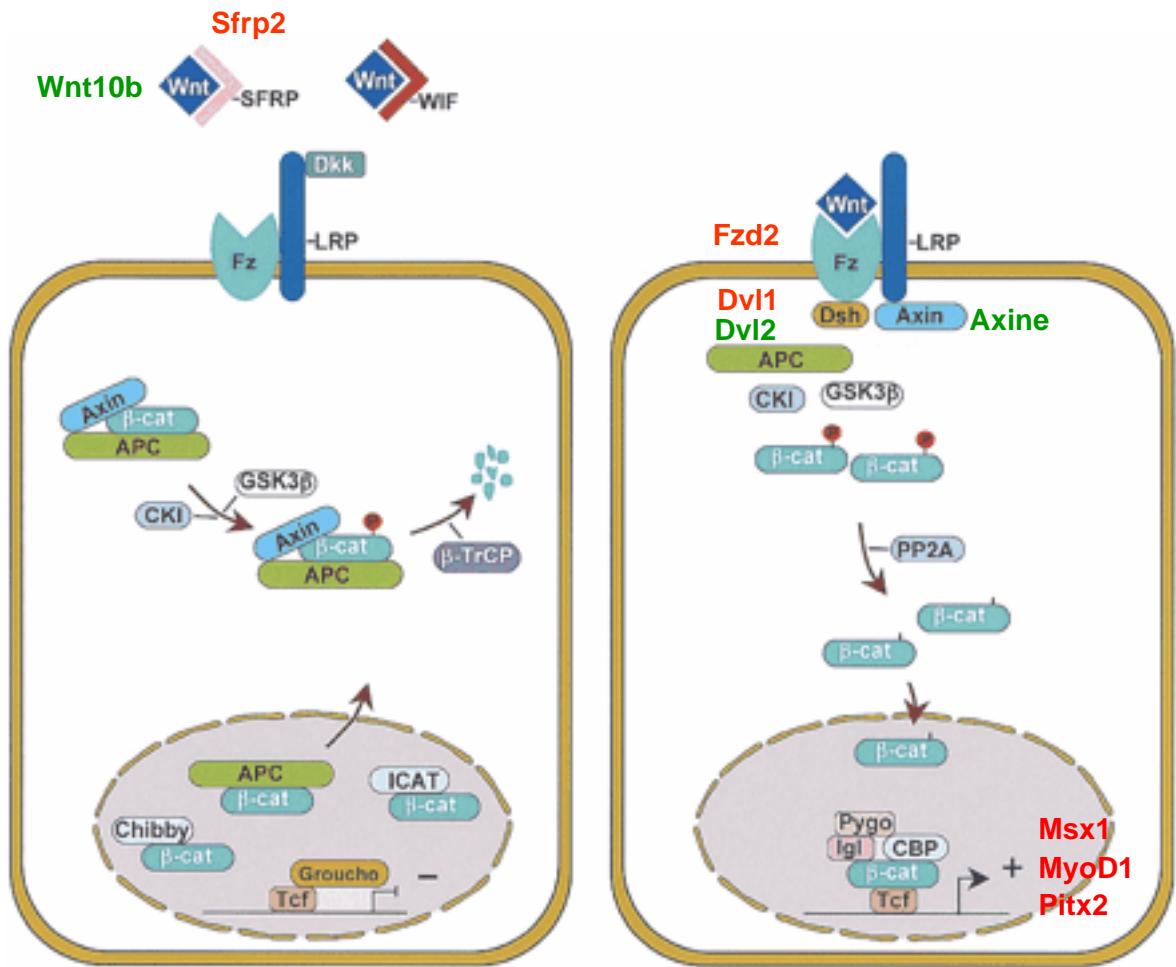 Sfrp2
Wnt10b
Wnt
-SFRP
Wnt
-WIF
Dkk
Fz
-LRP
Axin
β-cat
APC
GSK3β
CKI
Axin
P
β-cat
APC
β-TrCP
APC
β-cat
ICAT
β-cat
Chibby
β-cat
Groucho
Tcf
−
Wnt
Fzd2
Fz
-LRP
Dvl1
Dvl2
Dsh
Axin
Axine
APC
CKI
GSK3β
P
β-cat
P
β-cat
PP2A
β-cat
β-cat
β-cat
Pygo
lgl
CBP
β-cat
Tcf
+
Msx1
MyoD1
Pitx2